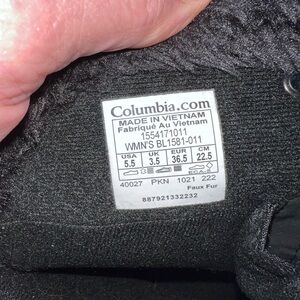 Columbia.com
MADE IN VIETNAM
Fabriqué Au Vietnam
1554171011
WMN'S BL1581-011
USA UK EUR CM
5.5 3.5 36.5 22.5
40027 PKN 1021 222
Faux Fur
887921332232